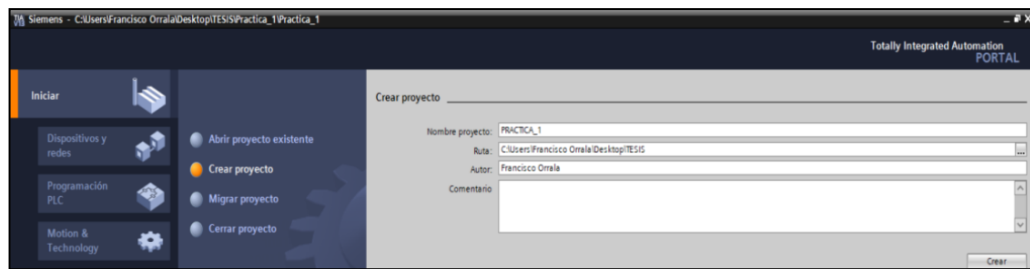 Siemens - C:\Users\Francisco Orrala\Desktop\TESIS\Practica_1\Practica_1
Totally Integrated Automation
PORTAL
Iniciar
Dispositivos y
redes
Programación
PLC
Motion &
Technology
Abrir proyecto existente
Crear proyecto
Migrar proyecto
Cerrar proyecto
Crear proyecto
Nombre proyecto: PRACTICA_1
Ruta: C:\Users\Francisco Orrala\Desktop\TESIS
...
Autor: Francisco Orrala
Comentario
Crear